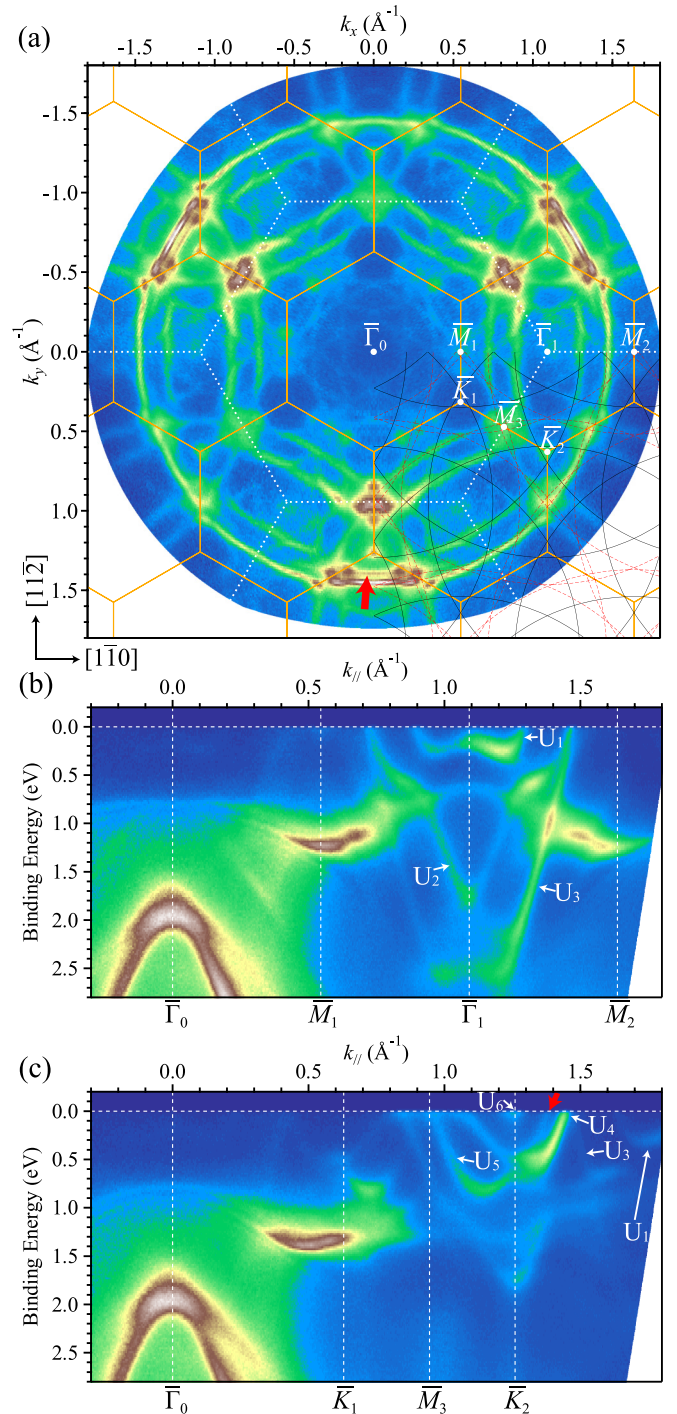 (a)
k_x (Å⁻¹)
-1.5 -1.0 -0.5 0.0 0.5 1.0 1.5
k_y (Å⁻¹)
-1.5
-1.0
-0.5
0.0
0.5
1.0
1.5
Γ̅₀ M̅₁ Γ̅₁ M̅₂
K̅₁
M̅₃
K̅₂
[112̅]
[11̅0]
(b)
k_// (Å⁻¹)
0.0 0.5 1.0 1.5
Binding Energy (eV)
0.0
0.5
1.0
1.5
2.0
2.5
U₁
U₂
U₃
Γ̅₀ M̅₁ Γ̅₁ M̅₂
(c)
k_// (Å⁻¹)
0.0 0.5 1.0 1.5
Binding Energy (eV)
0.0
0.5
1.0
1.5
2.0
2.5
U₆
U₄
U₅
U₃
U₁
Γ̅₀ K̅₁ M̅₃ K̅₂